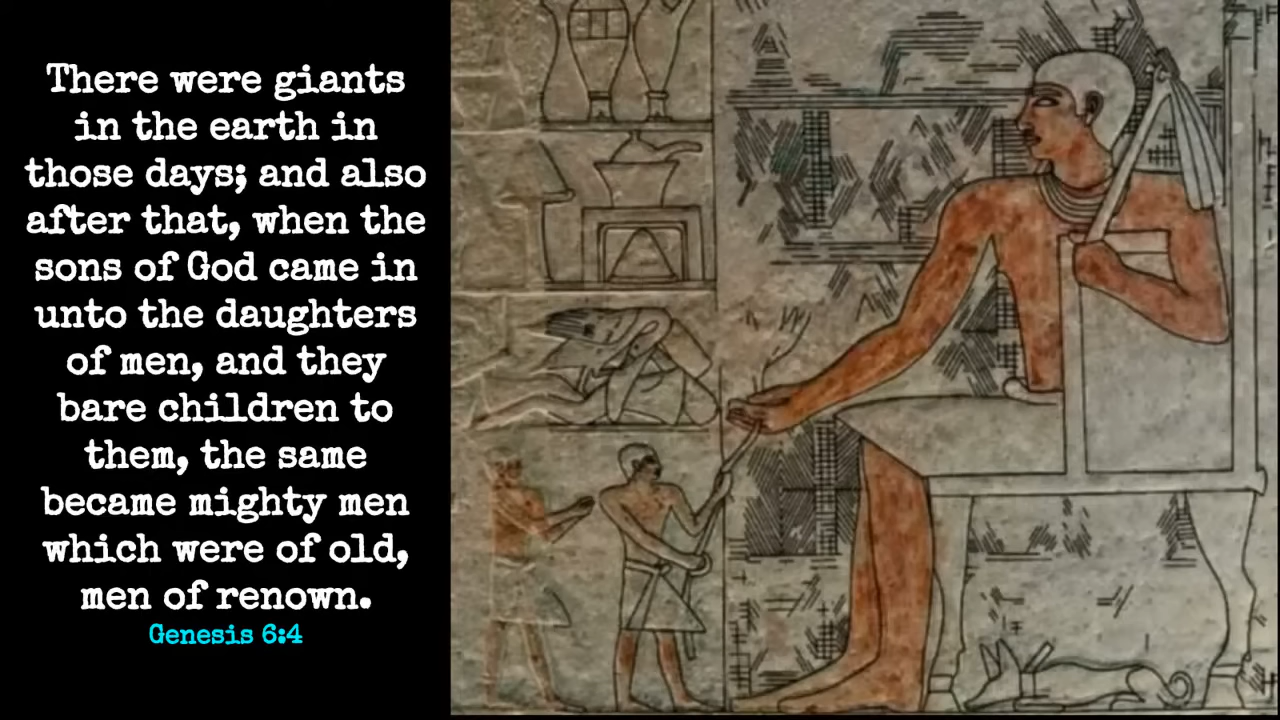 There were giants
in the earth in
those days; and also
after that, when the
sons of God came in
unto the daughters
of men, and they
bare children to
them, the same
became mighty men
which were of old,
men of renown.
Genesis 6:4